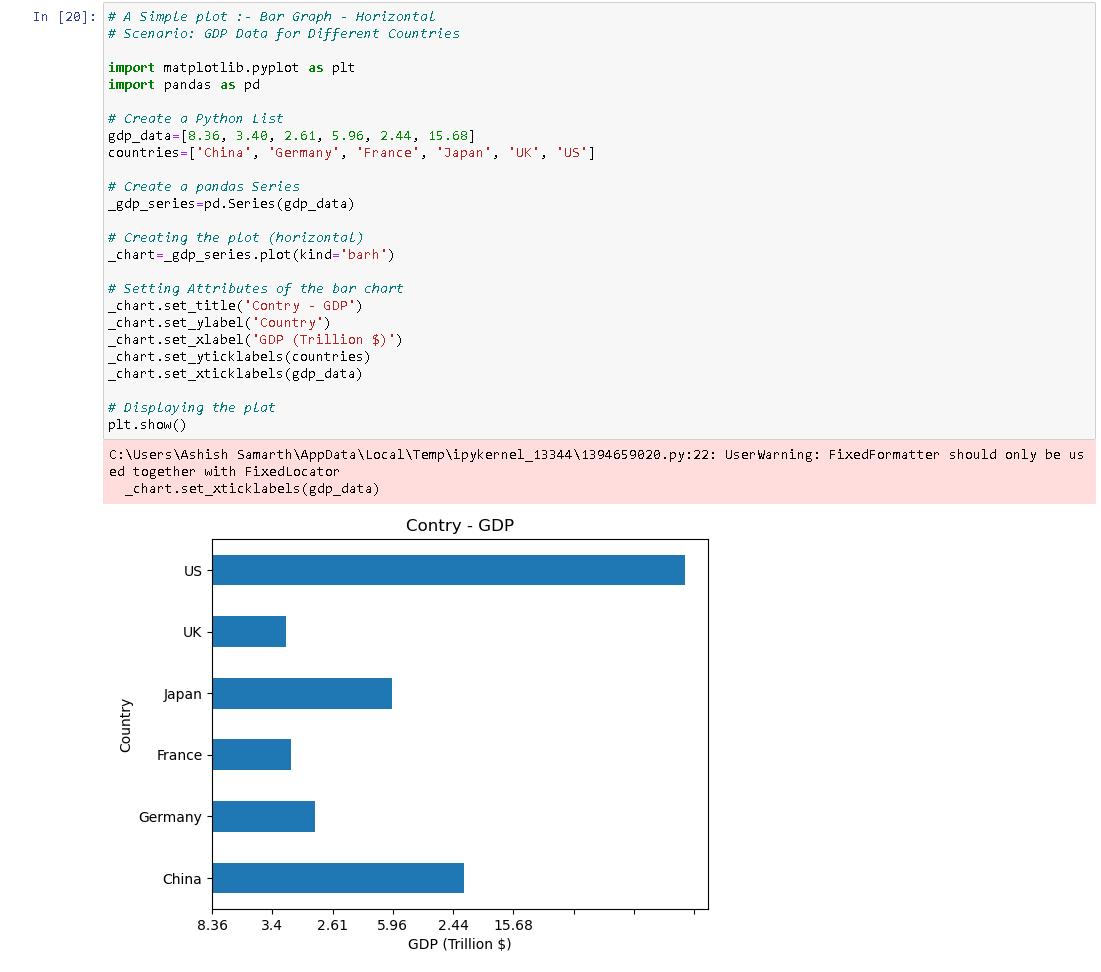 In [20]:
# A Simple plot :- Bar Graph - Horizontal
# Scenario: GDP Data for Different Countries
import matplotlib.pyplot as plt
import pandas as pd
# Create a Python List
gdp_data=[8.36, 3.40, 2.61, 5.96, 2.44, 15.68]
countries=['China', 'Germany', 'France', 'Japan', 'UK', 'US']
# Create a pandas Series
_gdp_series=pd.Series(gdp_data)
# Creating the plot (horizontal)
_chart=_gdp_series.plot(kind='barh')
# Setting Attributes of the bar chart
_chart.set_title('Contry - GDP')
_chart.set_ylabel('Country')
_chart.set_xlabel('GDP (Trillion $)')
_chart.set_yticklabels(countries)
_chart.set_xticklabels(gdp_data)
# Displaying the plat
plt.show()
C:\Users\Ashish Samarth\AppData\Local\Temp\ipykernel_13344\1394659020.py:22: UserWarning: FixedFormatter should only be us
ed together with FixedLocator
_chart.set_xticklabels(gdp_data)
Contry - GDP
US
UK
Japan
Country
France
Germany
China
8.36 3.4 2.61 5.96 2.44 15.68
GDP (Trillion $)